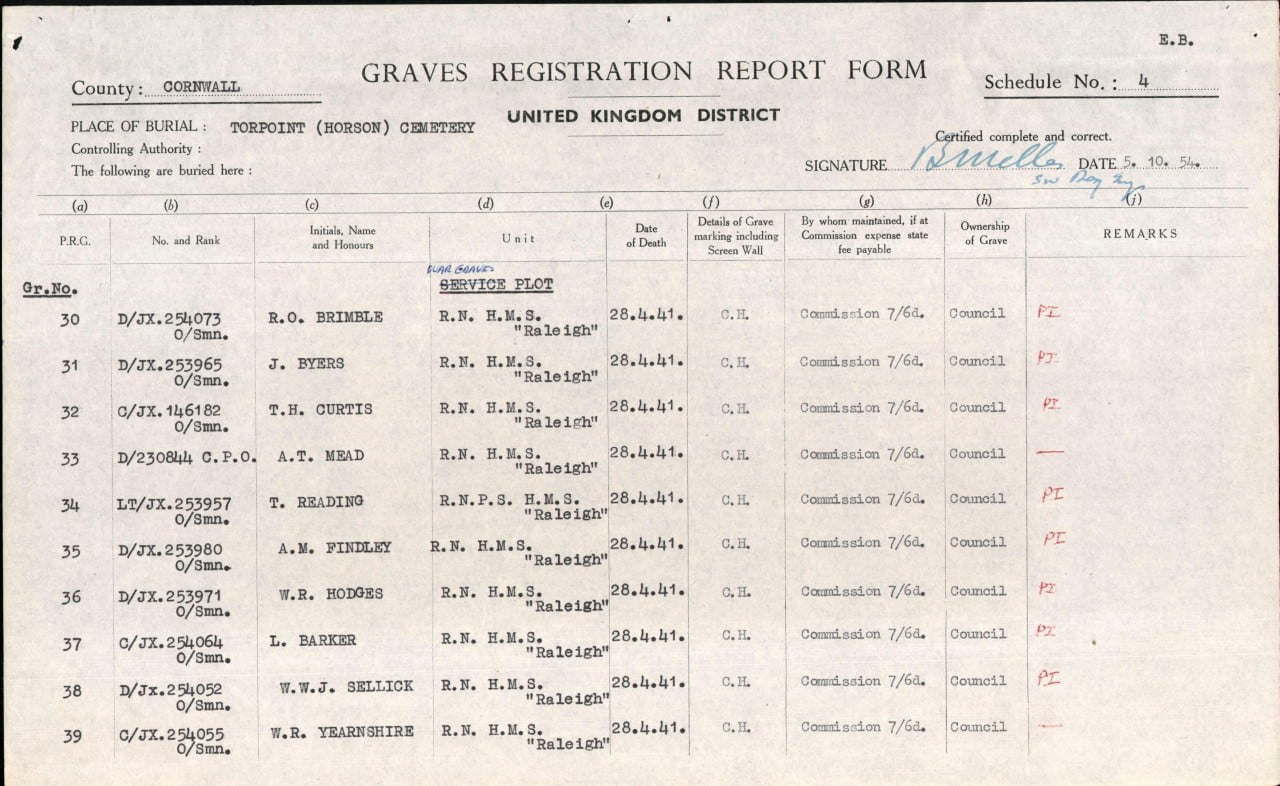 E.B.
GRAVES REGISTRATION REPORT FORM
County: CORNWALL
Schedule No.: 4
UNITED KINGDOM DISTRICT
PLACE OF BURIAL: TORPOINT (HORSON) CEMETERY
Certified complete and correct.
Controlling Authority:
SIGNATURE DATE 5. 10. 54.
The following are buried here:
(a) (b) (c) (d) (e) (f) (g) (h) (j)
P.R.G. No. and Rank Initials, Name and Honours Unit Date of Death Details of Grave marking including Screen Wall By whom maintained, if at Commission expense state fee payable Ownership of Grave REMARKS
WAR GRAVES
Gr.No. SERVICE PLOT
30 D/JX.254073 R.O. BRIMBLE R.N. H.M.S. 28.4.41. C.H. Commission 7/6d. Council PI
O/Smn. "Raleigh"
31 D/JX.253965 J. BYERS R.N. H.M.S. 28.4.41. C.H. Commission 7/6d. Council PI
O/Smn. "Raleigh"
32 C/JX.146182 T.H. CURTIS R.N. H.M.S. 28.4.41. C.H. Commission 7/6d. Council PI
O/Smn. "Raleigh"
33 D/230844 C.P.O. A.T. MEAD R.N. H.M.S. 28.4.41. C.H. Commission 7/6d. Council —
"Raleigh"
34 LT/JX.253957 T. READING R.N.P.S. H.M.S. 28.4.41. C.H. Commission 7/6d. Council PI
O/Smn. "Raleigh"
35 D/JX.253980 A.M. FINDLEY R.N. H.M.S. 28.4.41. C.H. Commission 7/6d. Council PI
O/Smn. "Raleigh"
36 D/JX.253971 W.R. HODGES R.N. H.M.S. 28.4.41. C.H. Commission 7/6d. Council PI
O/Smn. "Raleigh"
37 C/JX.254064 L. BARKER R.N. H.M.S. 28.4.41. C.H. Commission 7/6d. Council PI
O/Smn. "Raleigh"
38 D/Jx.254052 W.W.J. SELLICK R.N. H.M.S. 28.4.41. C.H. Commission 7/6d. Council PI
O/Smn. "Raleigh"
39 C/JX.254055 W.R. YEARNSHIRE R.N. H.M.S. 28.4.41. C.H. Commission 7/6d. Council —
O/Smn. "Raleigh"